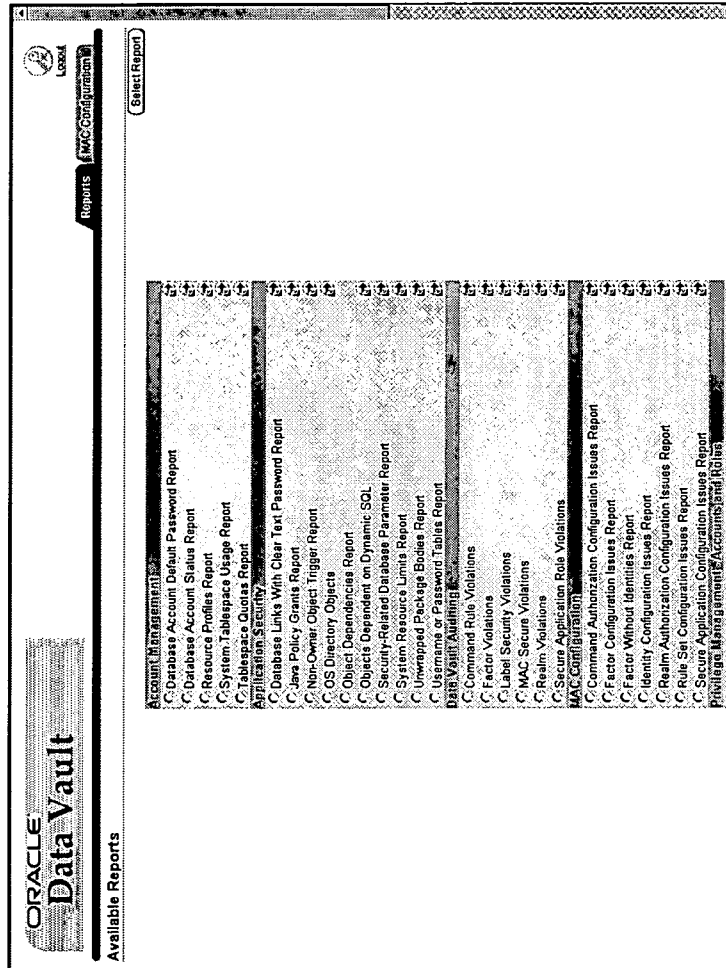 ORACLE
Data Vault
Logout
Reports
MAC Configuration
Available Reports
Select Report
Account Management
Database Account Default Password Report
Database Account Status Report
Resource Profiles Report
System Tablespace Usage Report
Tablespace Quotas Report
Application Security
Database Links With Clear Text Password Report
Java Policy Grants Report
Non-Owner Object Trigger Report
OS Directory Objects
Object Dependencies Report
Objects Dependent on Dynamic SQL
Security-Related Database Parameter Report
System Resource Limits Report
Unwrapped Package Bodies Report
Username or Password Tables Report
Data Vault Auditing
Command Rule Violations
Factor Violations
Label Security Violations
MAC Secure Violations
Realm Violations
Secure Application Role Violations
MAC Configuration
Command Authorization Configuration Issues Report
Factor Configuration Issues Report
Factor Without Identities Report
Identity Configuration Issues Report
Realm Authorization Configuration Issues Report
Rule Set Configuration Issues Report
Secure Application Configuration Issues Report
Privilege Management: Accounts and Roles